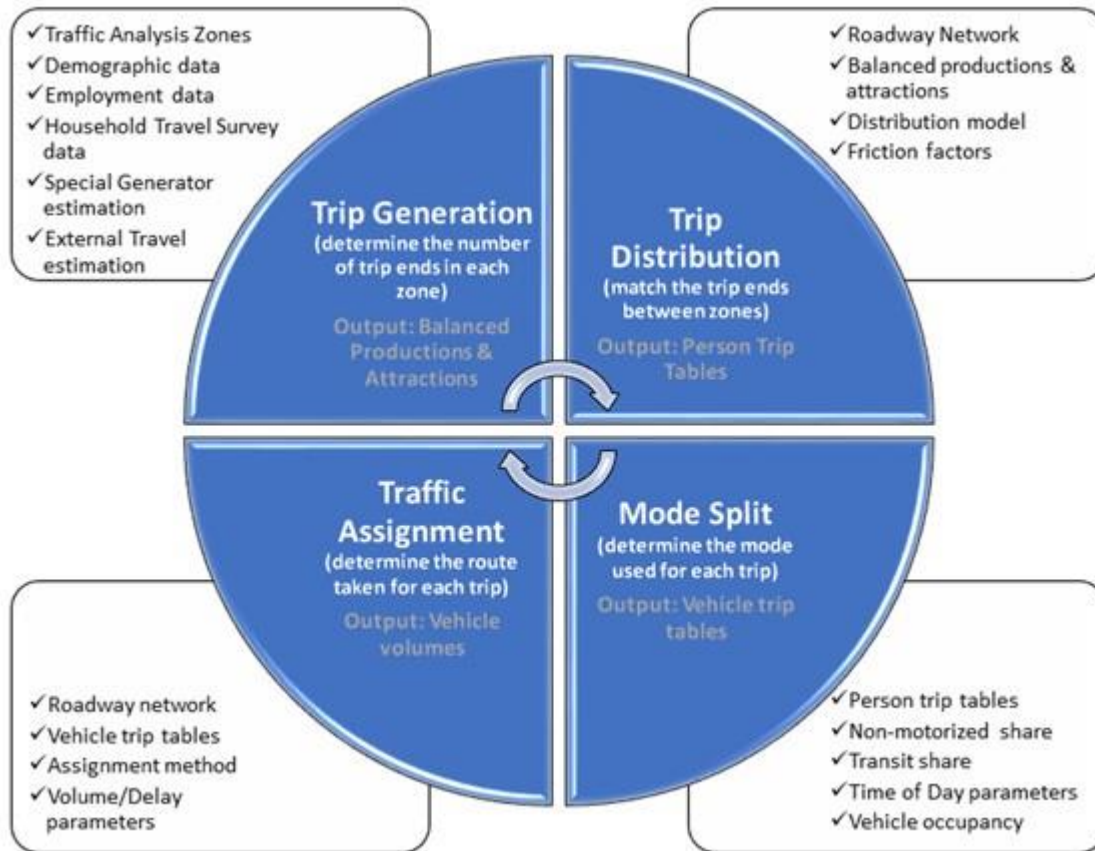 ✓Traffic Analysis Zones
✓Demographic data
✓Employment data
✓Household Travel Survey
data
✓Special Generator
estimation
✓External Travel
estimation
✓Roadway Network
✓Balanced productions &
attractions
✓Distribution model
✓Friction factors
Trip Generation
(determine the number
of trip ends in each
zone)
Output: Balanced
Productions &
Attractions
Trip
Distribution
(match the trip ends
between zones)
Output: Person Trip
Tables
Traffic
Assignment
(determine the route
taken for each trip)
Output: Vehicle
volumes
Mode Split
(determine the mode
used for each trip)
Output: Vehicle trip
tables
✓Roadway network
✓Vehicle trip tables
✓Assignment method
✓Volume/Delay
parameters
✓Person trip tables
✓Non-motorized share
✓Transit share
✓Time of Day parameters
✓Vehicle occupancy